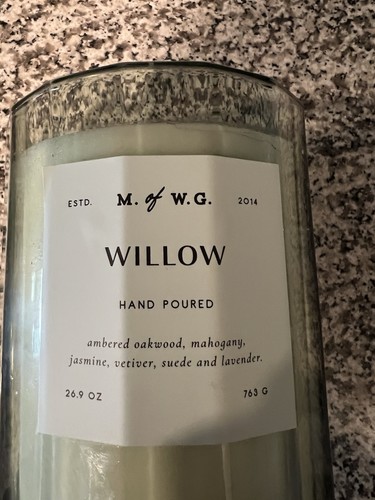 ESTD. M. of W.G. 2014
WILLOW
HAND POURED
ambered oakwood, mahogany,
jasmine, vetiver, suede and lavender.
26.9 OZ 763 G